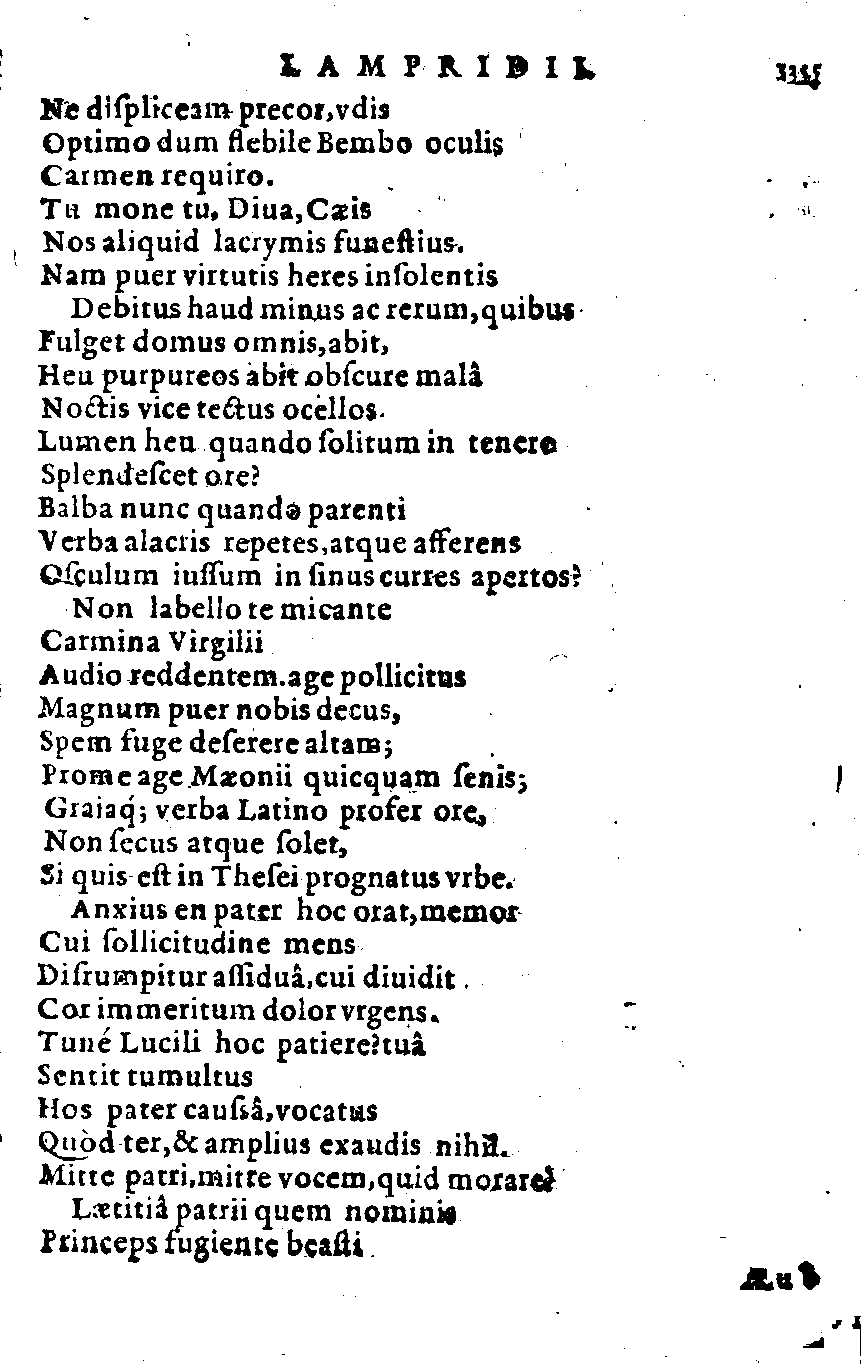 LAMPRIDII.
Ne diſpliceam precor,vdis
Optimo dum flebile Bembo oculis
Carmen requiro.
Tu mone tu, Diua,Cæis
Nos aliquid lacrymis funeſtius.
Nam puer virtutis heres inſolentis
Debitus haud minus ac rerum,quibus
Fulget domus omnis,abit,
Heu purpureos abit obſcure malâ
Noctis vice tectus ocellos.
Lumen heu quando ſolitum in tenero
Splendeſcet ore?
Balba nunc quando parenti
Verba alacris repetes,atque afferens
Oſculum iuſſum in ſinus curres apertos?
Non labello te micante
Carmina Virgilii
Audio reddentem.age pollicitus
Magnum puer nobis decus,
Spem fuge deſerere altam;
Prome age Mæonii quicquam ſenis;
Graiaq́; verba Latino profer ore,
Non ſecus atque ſolet,
Si quis eſt in Theſei prognatus vrbe.
Anxius en pater hoc orat,memor
Cui ſollicitudine mens
Diſrumpitur aſſiduâ,cui diuidit
Cor immeritum dolor vrgens.
Tuné Lucili hoc patiere?tuâ
Sentit tumultus
Hos pater cauſsâ,vocatus
Quòd ter,& amplius exaudis nihil.
Mitte patri,mitte vocem,quid morare?
Lætitiâ patrii quem nominis
Princeps fugiente beaſti